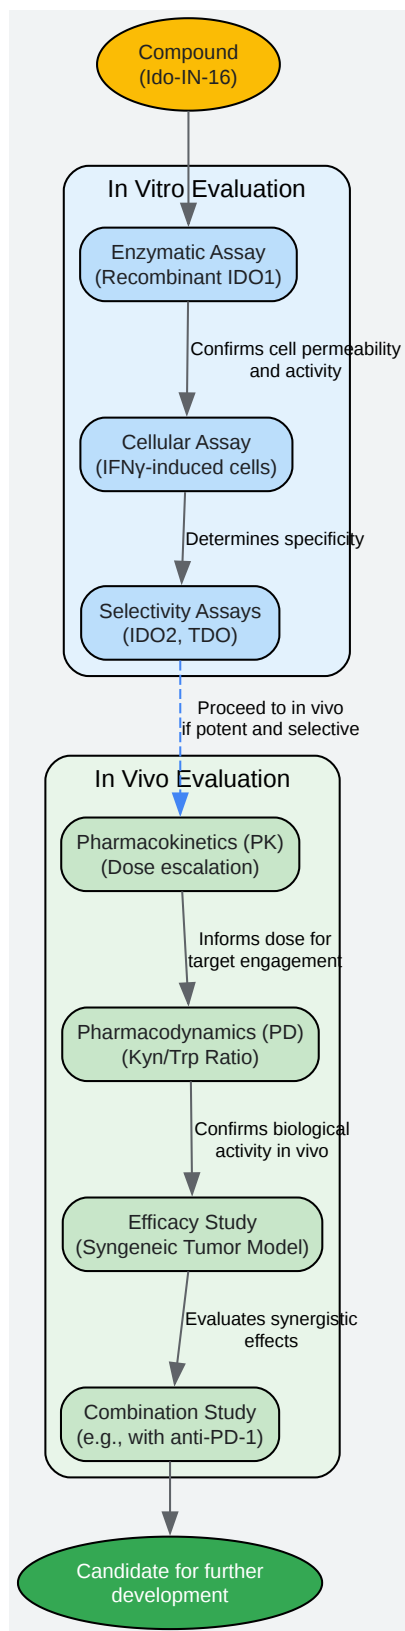 Compound
(Ido-IN-16)
In Vitro Evaluation
Enzymatic Assay
(Recombinant IDO1)
Confirms cell permeability
and activity
Cellular Assay
(IFNγ-induced cells)
Determines specificity
Selectivity Assays
(IDO2, TDO)
Proceed to in vivo
if potent and selective
In Vivo Evaluation
Pharmacokinetics (PK)
(Dose escalation)
Informs dose for
target engagement
Pharmacodynamics (PD)
(Kyn/Trp Ratio)
Confirms biological
activity in vivo
Efficacy Study
(Syngeneic Tumor Model)
Evaluates synergistic
effects
Combination Study
(e.g., with anti-PD-1)
Candidate for further
development